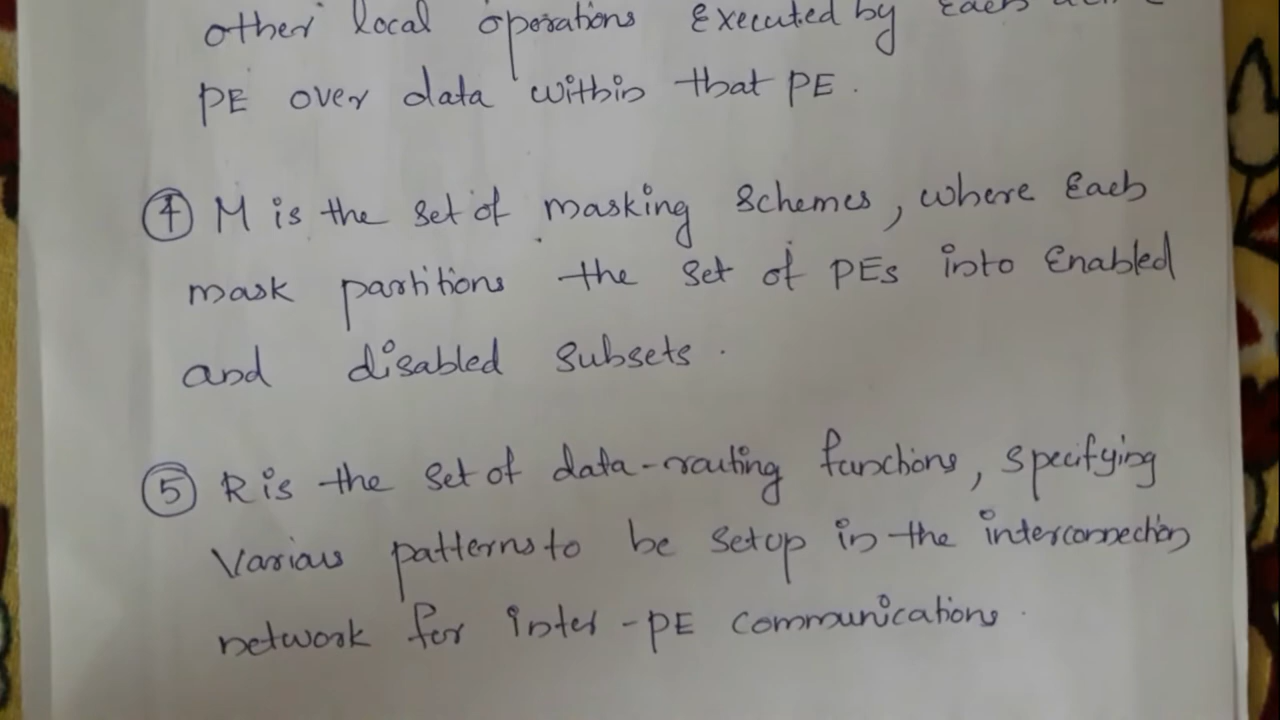 other local operations executed by each
PE over data within that PE.
④ M is the set of masking schemes, where Each
mask partitions the set of PEs into Enabled
and disabled subsets.
⑤ R is the set of data-routing functions, specifying
Various patterns to be setup in the interconnection
network for inter-PE communications.